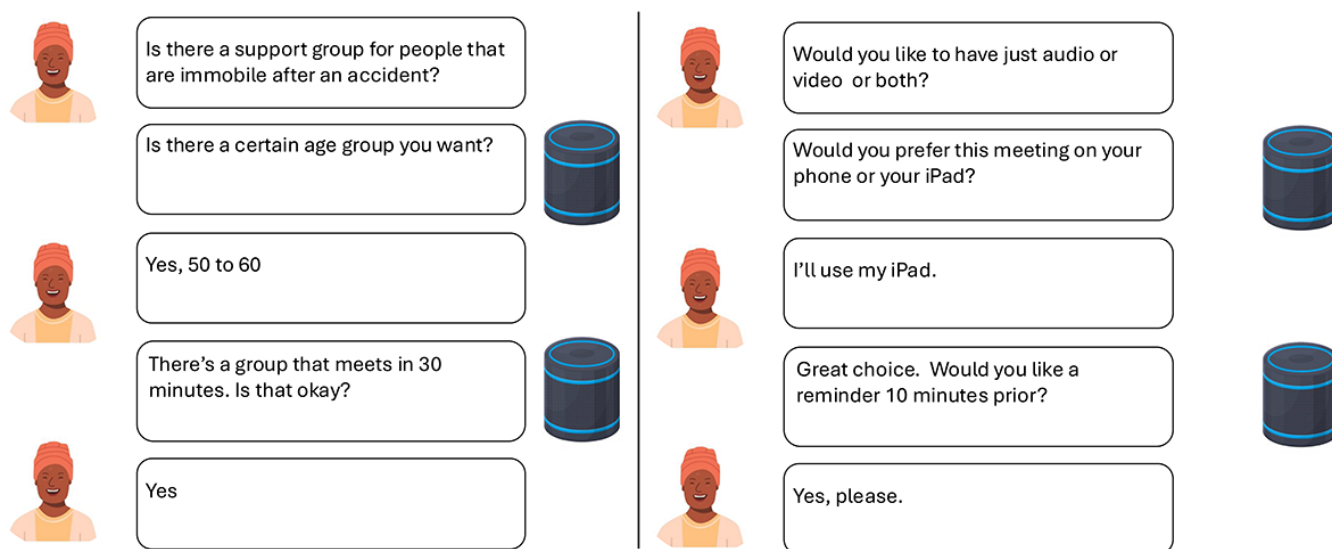 Is there a support group for people that
are immobile after an accident?
Is there a certain age group you want?
Yes, 50 to 60
There’s a group that meets in 30
minutes. Is that okay?
Yes
Would you like to have just audio or
video  or both?
Would you prefer this meeting on your
phone or your iPad?
I’ll use my iPad.
Great choice.  Would you like a
reminder 10 minutes prior?
Yes, please.